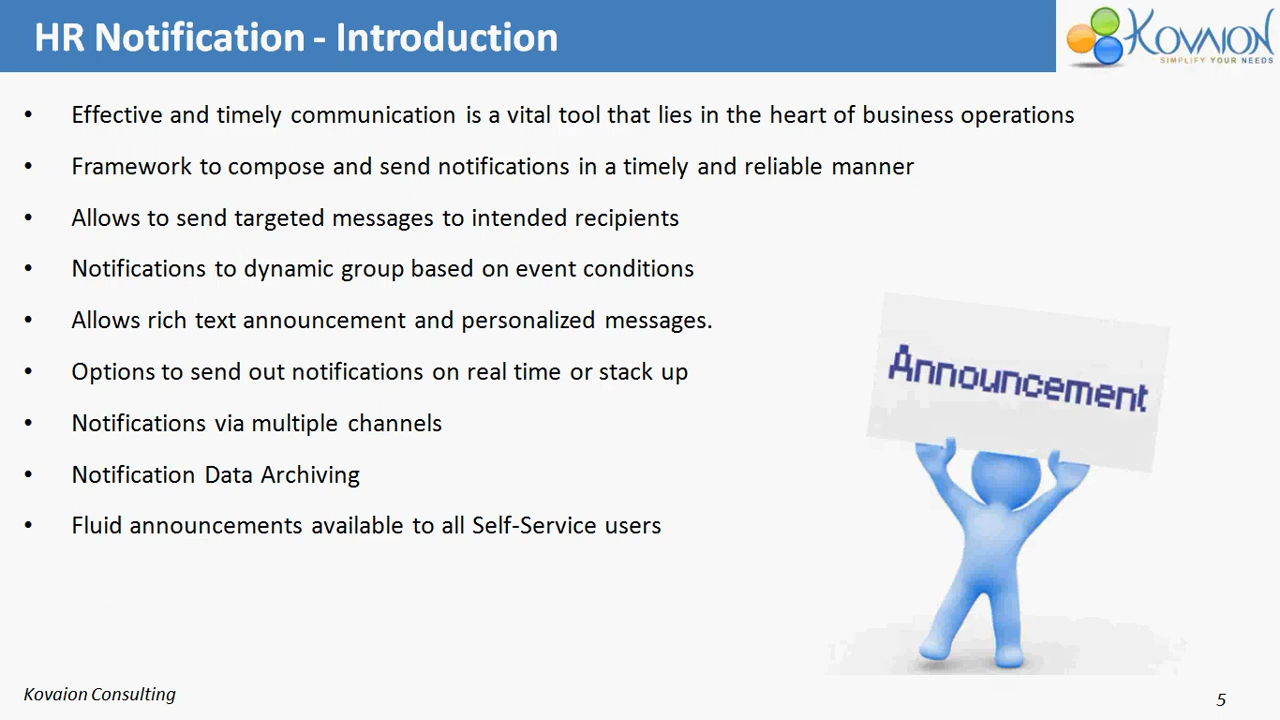 HR Notification - Introduction
KOVAION
SIMPLIFY YOUR NEEDS
• Effective and timely communication is a vital tool that lies in the heart of business operations
• Framework to compose and send notifications in a timely and reliable manner
• Allows to send targeted messages to intended recipients
• Notifications to dynamic group based on event conditions
• Allows rich text announcement and personalized messages.
• Options to send out notifications on real time or stack up
• Notifications via multiple channels
• Notification Data Archiving
• Fluid announcements available to all Self-Service users
Announcement
Kovaion Consulting
5